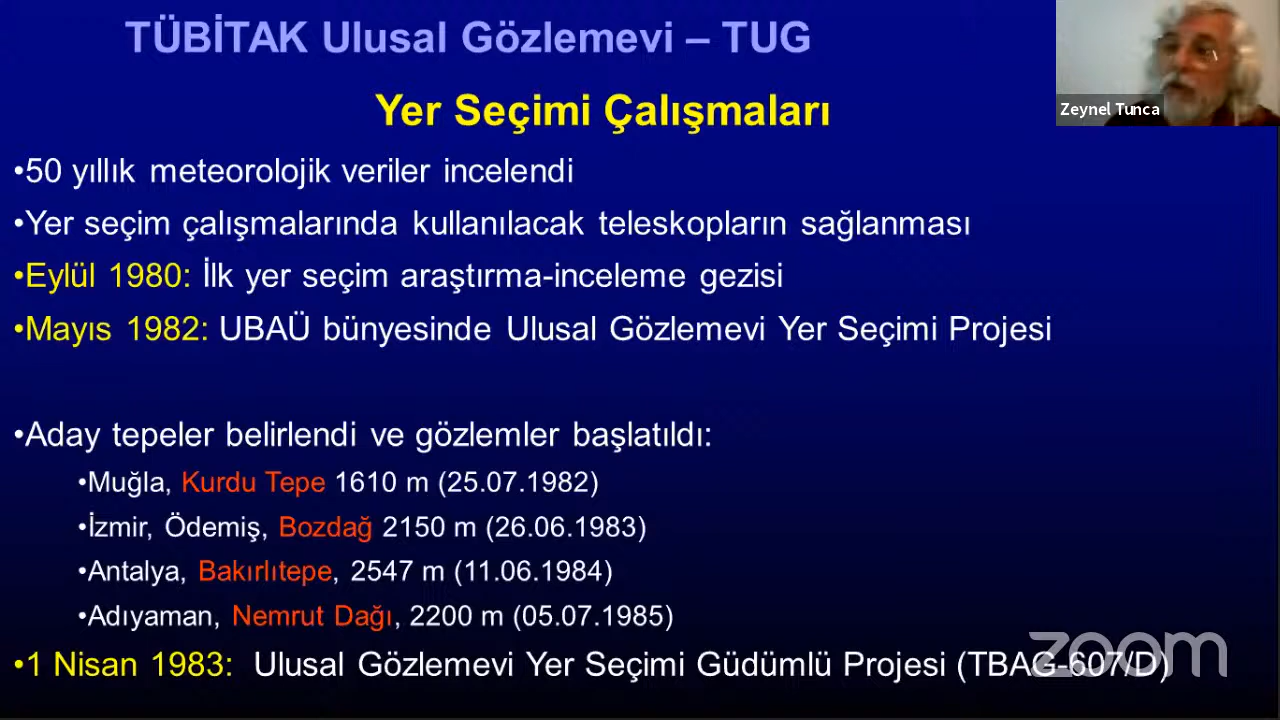 TÜBİTAK Ulusal Gözlemevi – TUG
Zeynel Tunca
Yer Seçimi Çalışmaları
•50 yıllık meteorolojik veriler incelendi
•Yer seçim çalışmalarında kullanılacak teleskopların sağlanması
•Eylül 1980: İlk yer seçim araştırma-inceleme gezisi
•Mayıs 1982: UBAÜ bünyesinde Ulusal Gözlemevi Yer Seçimi Projesi
•Aday tepeler belirlendi ve gözlemler başlatıldı:
•Muğla, Kurdu Tepe 1610 m (25.07.1982)
•İzmir, Ödemiş, Bozdağ 2150 m (26.06.1983)
•Antalya, Bakırlıtepe, 2547 m (11.06.1984)
•Adıyaman, Nemrut Dağı, 2200 m (05.07.1985)
•1 Nisan 1983: Ulusal Gözlemevi Yer Seçimi Güdümlü Projesi (TBAG-607/D)
zoom